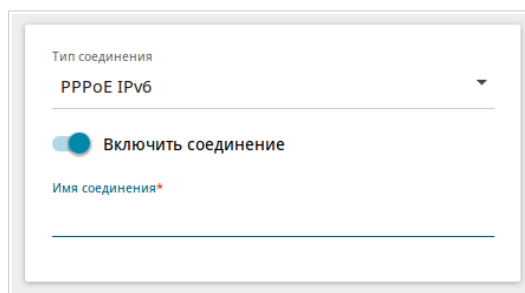 Тип соединения
PPPoE IPv6
Включить соединение
Имя соединения*